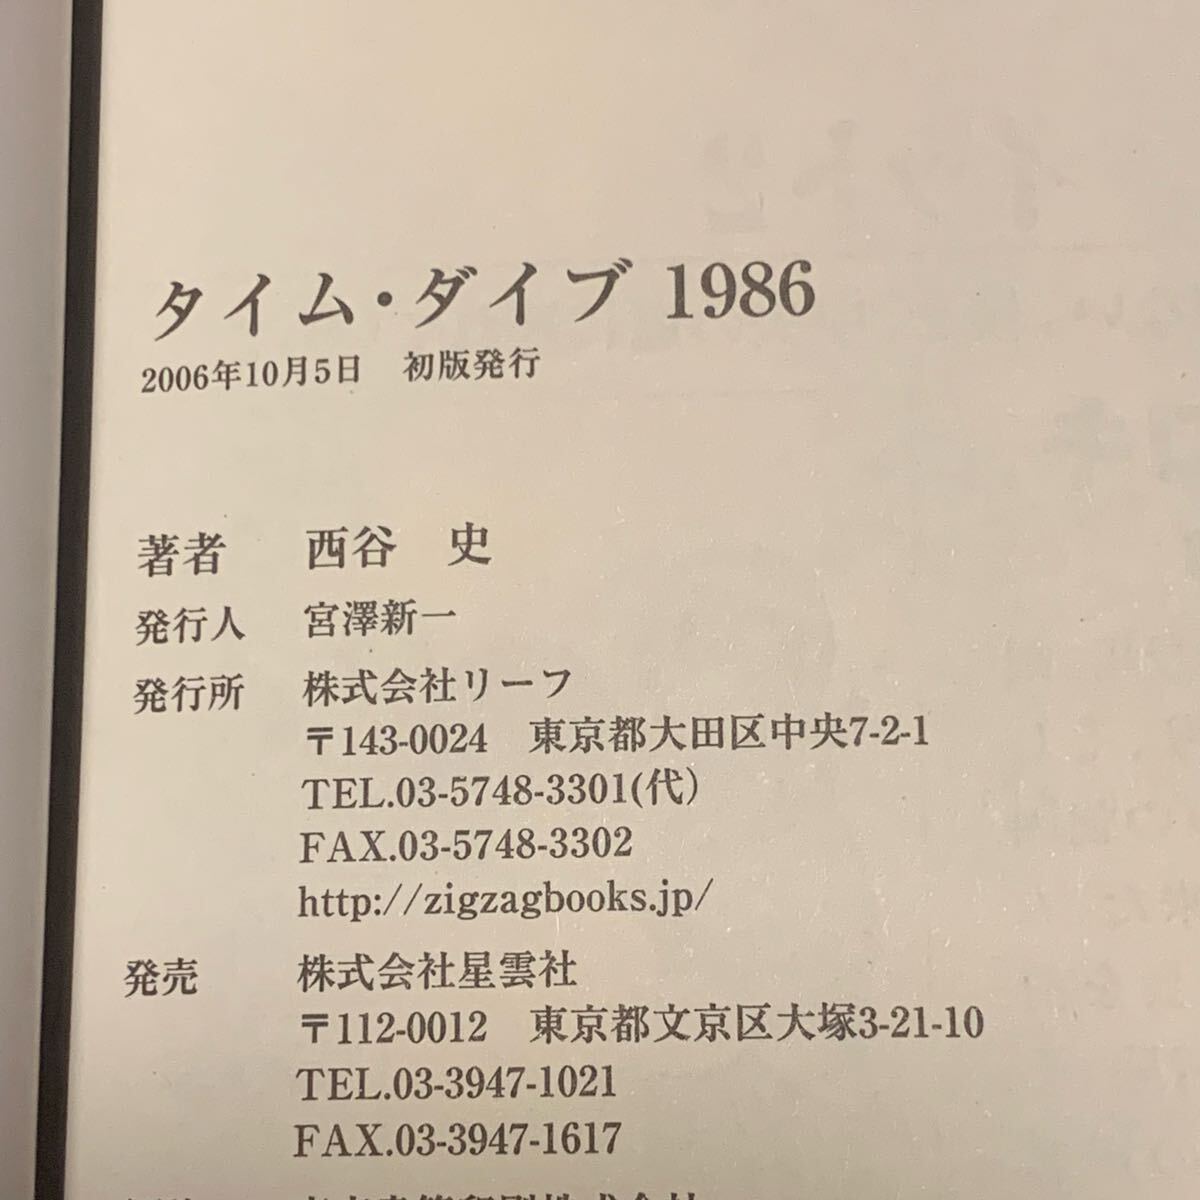 タイム・ダイブ 1986
2006年10月5日　初版発行
著者　西谷　史
発行人　宮澤新一
発行所　株式会社リーフ
〒143-0024　東京都大田区中央7-2-1
TEL.03-5748-3301(代)
FAX.03-5748-3302
http://zigzagbooks.jp/
発売　株式会社星雲社
〒112-0012　東京都文京区大塚3-21-10
TEL.03-3947-1021
FAX.03-3947-1617